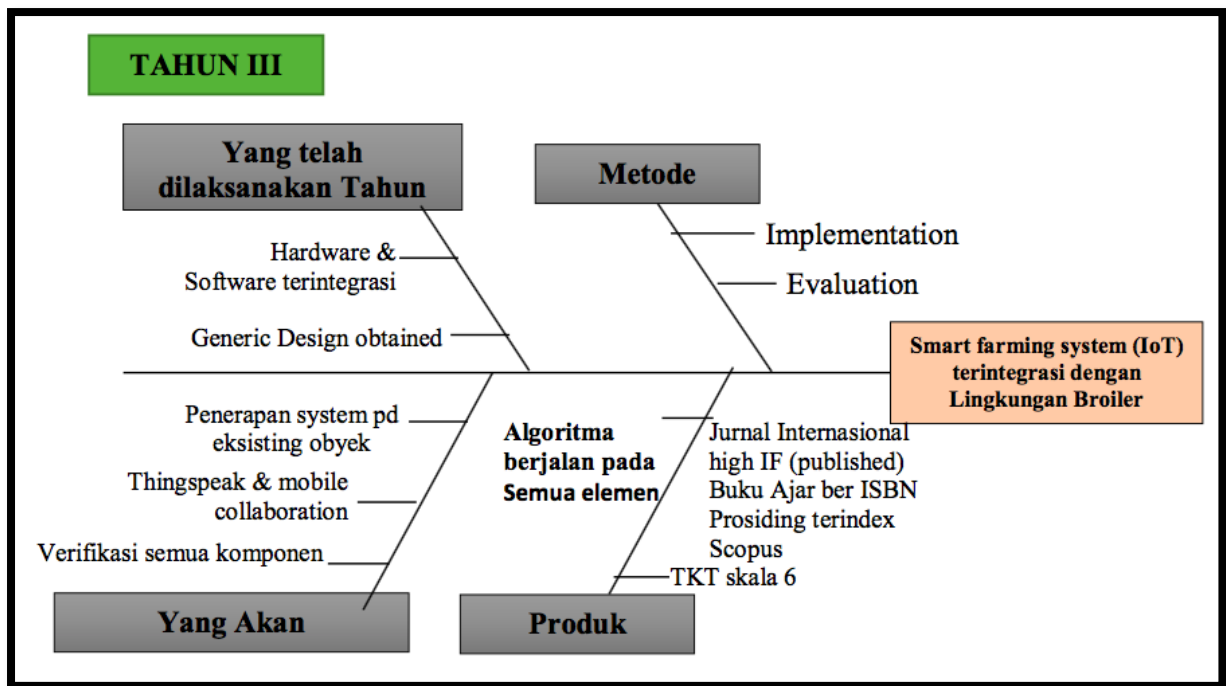 TAHUN III
Yang telah
dilaksanakan Tahun
Metode
Hardware &
Software terintegrasi
Generic Design obtained
Implementation
Evaluation
Smart farming system (IoT)
terintegrasi dengan
Lingkungan Broiler
Penerapan system pd
eksisting obyek
Thingspeak & mobile
collaboration
Verifikasi semua komponen
Algoritma
berjalan pada
Semua elemen
Jurnal Internasional
high IF (published)
Buku Ajar ber ISBN
Prosiding terindex
Scopus
TKT skala 6
Yang Akan
Produk